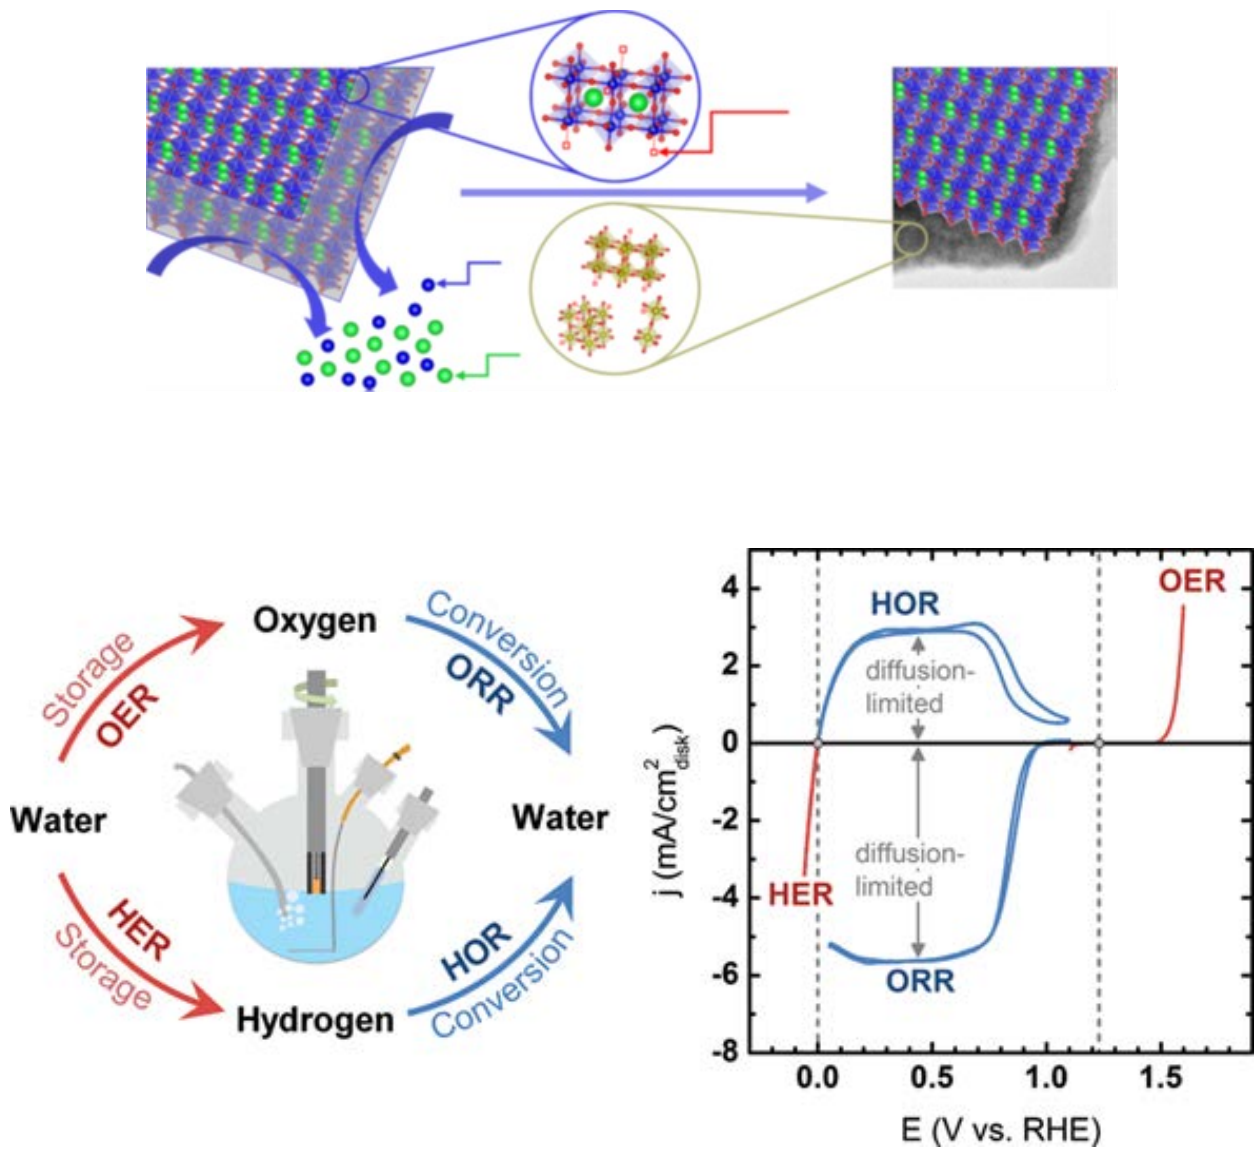 Oxygen
Storage
OER
Conversion
ORR
Water
Water
HER
Storage
HOR
Conversion
Hydrogen
j (mA/cm²disk)
4
2
0
-2
-4
-6
-8
HOR
OER
diffusion-
limited
diffusion-
limited
HER
ORR
0.0 0.5 1.0 1.5
E (V vs. RHE)